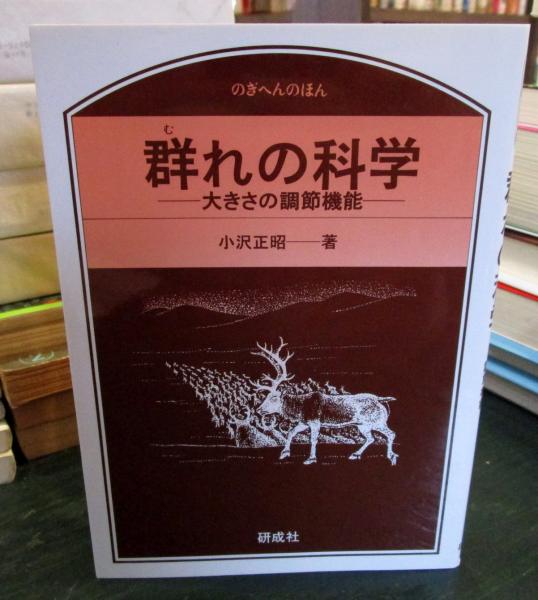 のぎへんのほん
む
群れの科学
―大きさの調節機能―
小沢正昭―著
研成社